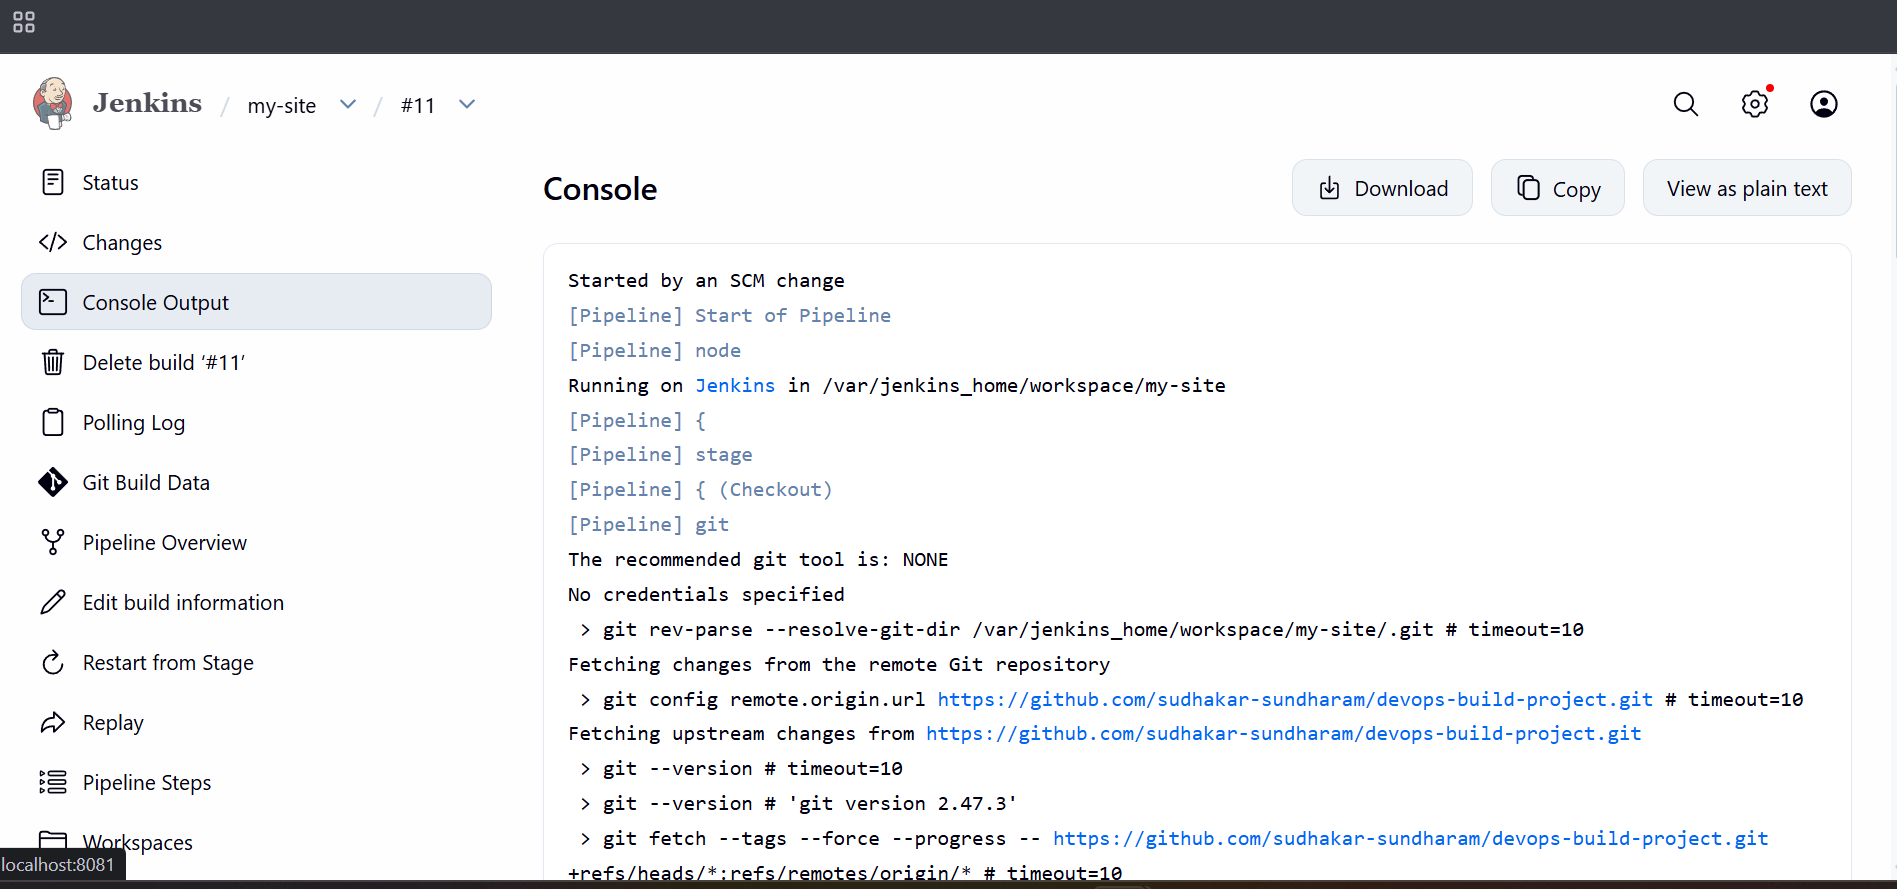 Jenkins / my-site / #11
Status
Changes
Console Output
Delete build ‘#11’
Polling Log
Git Build Data
Pipeline Overview
Edit build information
Restart from Stage
Replay
Pipeline Steps
Workspaces
localhost:8081
Console
Download
Copy
View as plain text
Started by an SCM change
[Pipeline] Start of Pipeline
[Pipeline] node
Running on Jenkins in /var/jenkins_home/workspace/my-site
[Pipeline] {
[Pipeline] stage
[Pipeline] { (Checkout)
[Pipeline] git
The recommended git tool is: NONE
No credentials specified
> git rev-parse --resolve-git-dir /var/jenkins_home/workspace/my-site/.git # timeout=10
Fetching changes from the remote Git repository
> git config remote.origin.url https://github.com/sudhakar-sundharam/devops-build-project.git # timeout=10
Fetching upstream changes from https://github.com/sudhakar-sundharam/devops-build-project.git
> git --version # timeout=10
> git --version # 'git version 2.47.3'
> git fetch --tags --force --progress -- https://github.com/sudhakar-sundharam/devops-build-project.git
+refs/heads/*:refs/remotes/origin/* # timeout=10